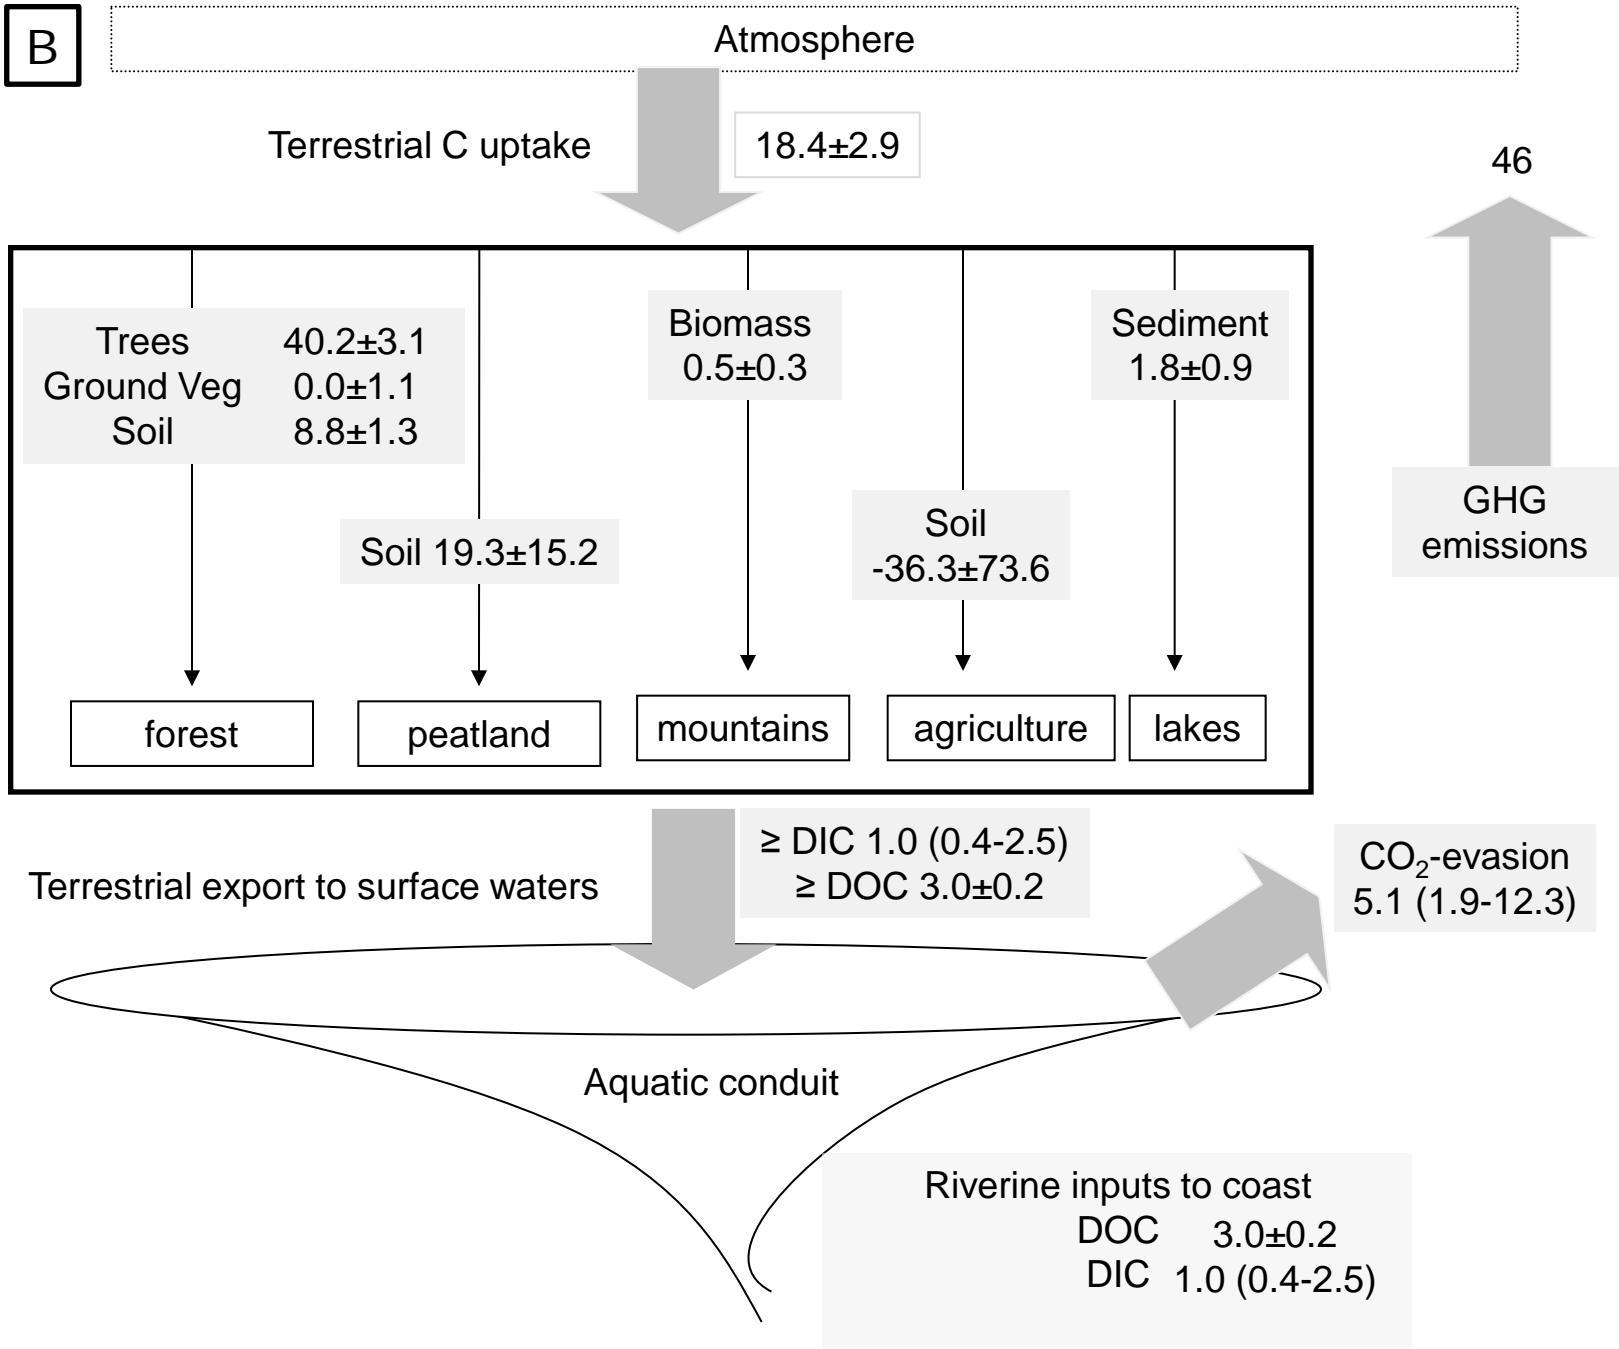 B
Atmosphere
Terrestrial C uptake
18.4±2.9
46
Trees 40.2±3.1
Ground Veg 0.0±1.1
Soil 8.8±1.3
Biomass
0.5±0.3
Sediment
1.8±0.9
Soil 19.3±15.2
Soil
-36.3±73.6
GHG
emissions
forest
peatland
mountains
agriculture
lakes
Terrestrial export to surface waters
≥ DIC 1.0 (0.4-2.5)
≥ DOC 3.0±0.2
CO₂-evasion
5.1 (1.9-12.3)
Aquatic conduit
Riverine inputs to coast
DOC 3.0±0.2
DIC 1.0 (0.4-2.5)